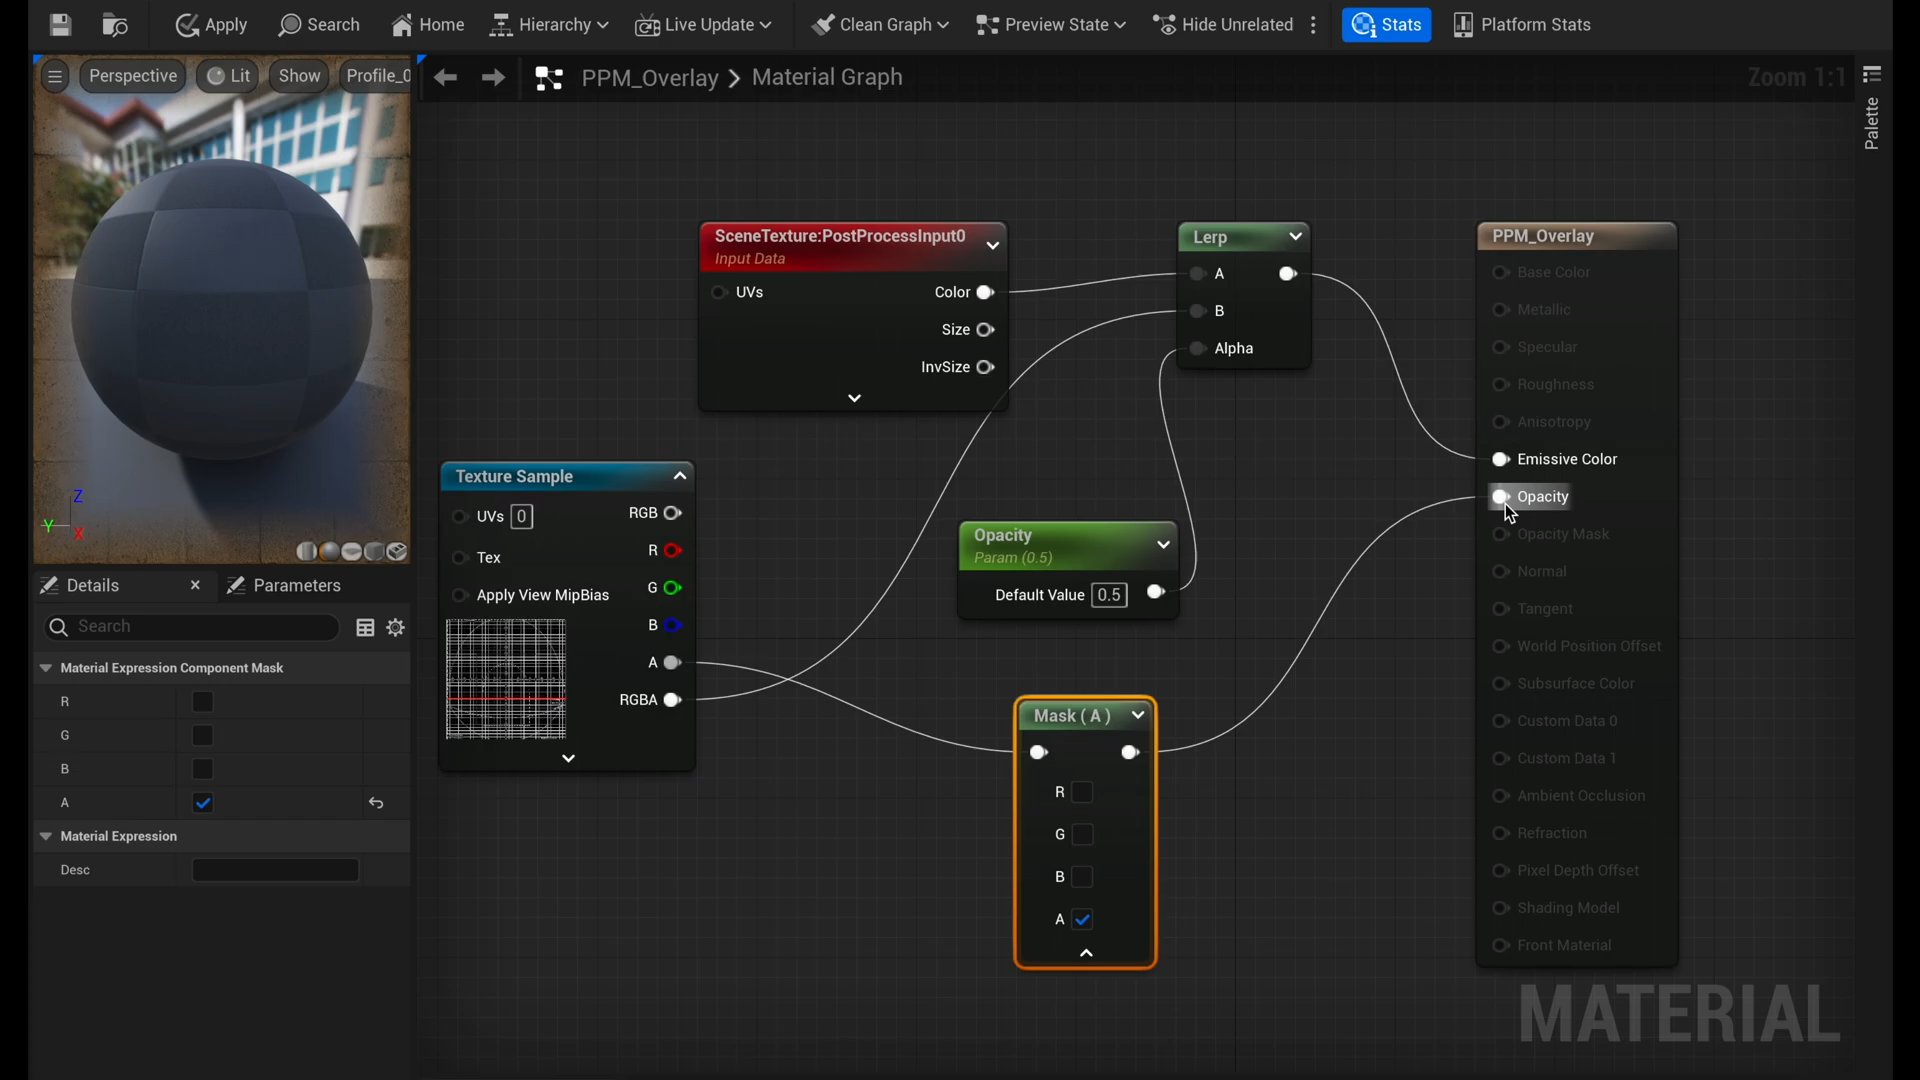 Apply
Search
Home
Hierarchy
Live Update
Clean Graph
Preview State
Hide Unrelated
Stats
Platform Stats
Perspective
Lit
Show
Profile_0
PPM_Overlay > Material Graph
Zoom 1:1
Palette
Z
Y
X
Details
Parameters
Search
Material Expression Component Mask
R
G
B
A
Material Expression
Desc
SceneTexture:PostProcessInput0
Input Data
UVs
Color
Size
InvSize
Lerp
A
B
Alpha
Texture Sample
UVs 0
RGB
R
Tex
G
Apply View MipBias
B
A
RGBA
Opacity
Param (0.5)
Default Value 0.5
Mask ( A )
R
G
B
A
PPM_Overlay
Base Color
Metallic
Specular
Roughness
Anisotropy
Emissive Color
Opacity
Opacity Mask
Normal
Tangent
World Position Offset
Subsurface Color
Custom Data 0
Custom Data 1
Ambient Occlusion
Refraction
Pixel Depth Offset
Shading Model
Front Material
MATERIAL